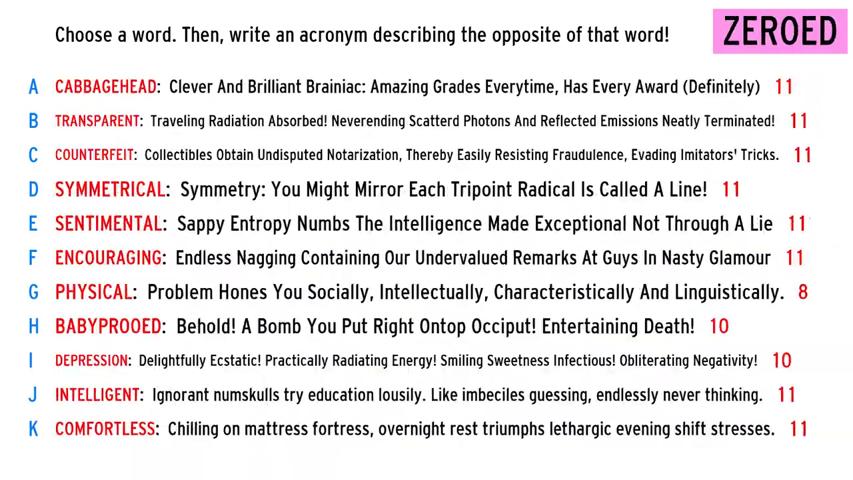 Choose a word. Then, write an acronym describing the opposite of that word!
ZEROED
A CABBAGEHEAD: Clever And Brilliant Brainiac: Amazing Grades Everytime, Has Every Award (Definitely) 11
B TRANSPARENT: Traveling Radiation Absorbed! Neverending Scatterd Photons And Reflected Emissions Neatly Terminated! 11
C COUNTERFEIT: Collectibles Obtain Undisputed Notarization, Thereby Easily Resisting Fraudulence, Evading Imitators' Tricks. 11
D SYMMETRICAL: Symmetry: You Might Mirror Each Tripoint Radical Is Called A Line! 11
E SENTIMENTAL: Sappy Entropy Numbs The Intelligence Made Exceptional Not Through A Lie 11
F ENCOURAGING: Endless Nagging Containing Our Undervalued Remarks At Guys In Nasty Glamour 11
G PHYSICAL: Problem Hones You Socially, Intellectually, Characteristically And Linguistically. 8
H BABYPROOED: Behold! A Bomb You Put Right Ontop Occiput! Entertaining Death! 10
I DEPRESSION: Delightfully Ecstatic! Practically Radiating Energy! Smiling Sweetness Infectious! Obliterating Negativity! 10
J INTELLIGENT: Ignorant numskulls try education lousily. Like imbeciles guessing, endlessly never thinking. 11
K COMFORTLESS: Chilling on mattress fortress, overnight rest triumphs lethargic evening shift stresses. 11